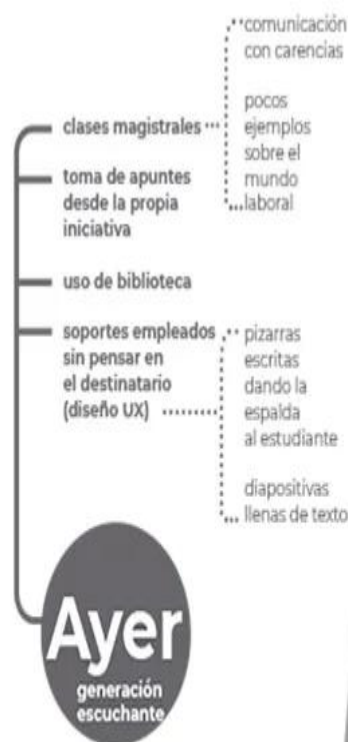 comunicación
con carencias
pocos
ejemplos
sobre el
mundo
laboral
clases magistrales
toma de apuntes
desde la propia
iniciativa
uso de biblioteca
soportes empleados
sin pensar en
el destinatario
(diseño UX)
pizarras
escritas
dando la
espalda
al estudiante
diapositivas
llenas de texto
Ayer
generación
escuchante